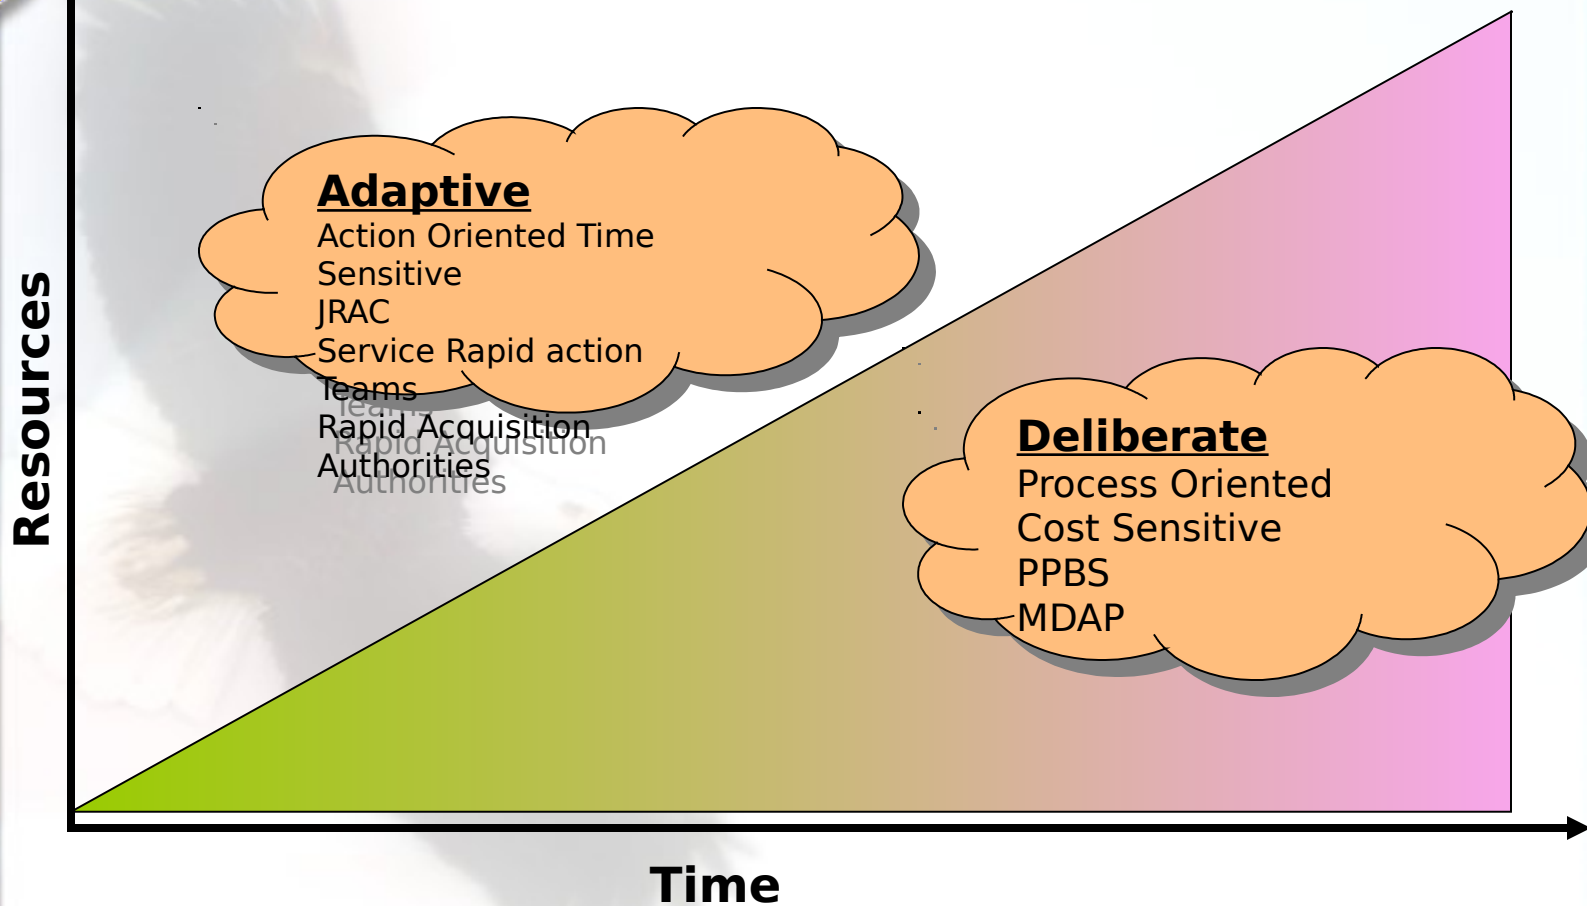 Adaptive
Action Oriented Time
Sensitive
JRAC
Service Rapid action
Teams
Rapid Acquisition
Authorities
Deliberate
Process Oriented
Cost Sensitive
PPBS
MDAP
Resources
Time